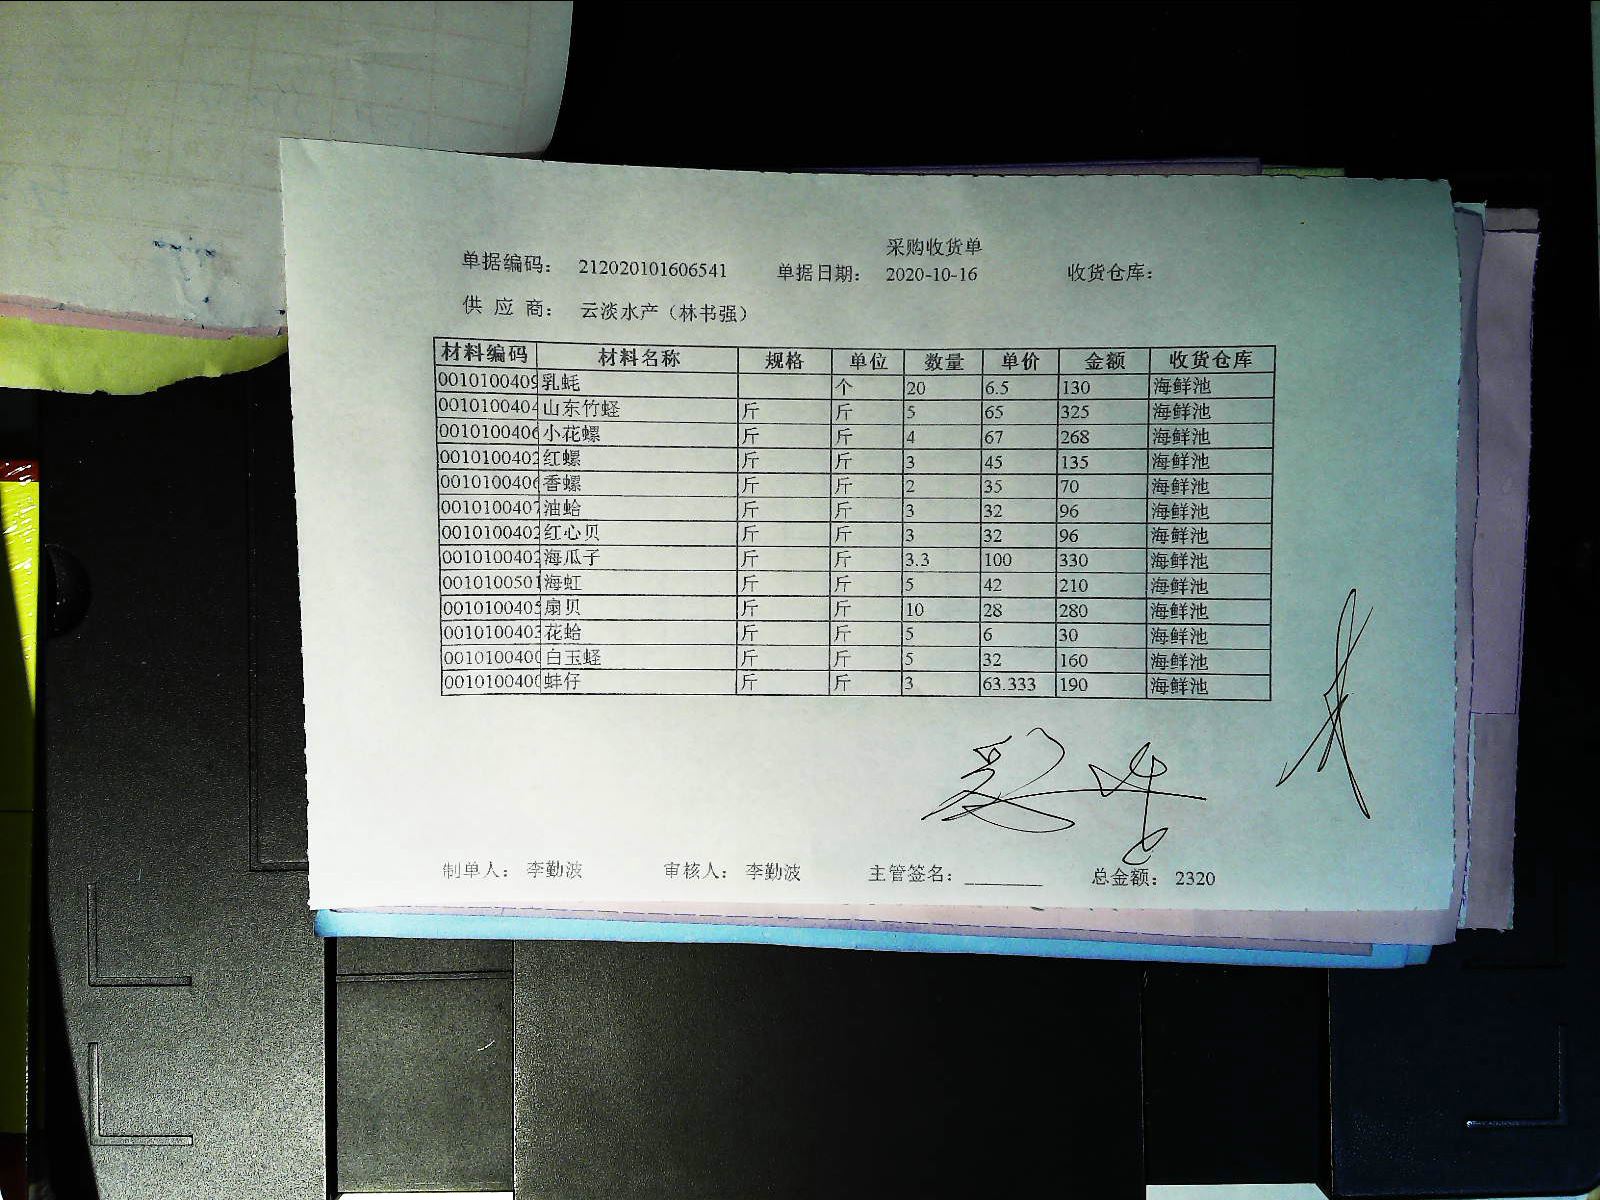 采购收货单
单据编码： 212020101606541 单据日期： 2020-10-16 收货仓库：
供 应 商： 云淡水产（林书强）
材料编码 材料名称 规格 单位 数量 单价 金额 收货仓库
0010100409 乳蚝 个 20 6.5 130 海鲜池
0010100404 山东竹蛏 斤 斤 5 65 325 海鲜池
0010100406 小花螺 斤 斤 4 67 268 海鲜池
0010100402 红螺 斤 斤 3 45 135 海鲜池
0010100406 香螺 斤 斤 2 35 70 海鲜池
0010100407 油蛤 斤 斤 3 32 96 海鲜池
0010100402 红心贝 斤 斤 3 32 96 海鲜池
0010100402 海瓜子 斤 斤 3.3 100 330 海鲜池
0010100501 海虹 斤 斤 5 42 210 海鲜池
0010100405 扇贝 斤 斤 10 28 280 海鲜池
0010100403 花蛤 斤 斤 5 6 30 海鲜池
0010100400 白玉蛏 斤 斤 5 32 160 海鲜池
0010100400 蚌仔 斤 斤 3 63.333 190 海鲜池
制单人： 李勤波 审核人： 李勤波 主管签名：________ 总金额： 2320